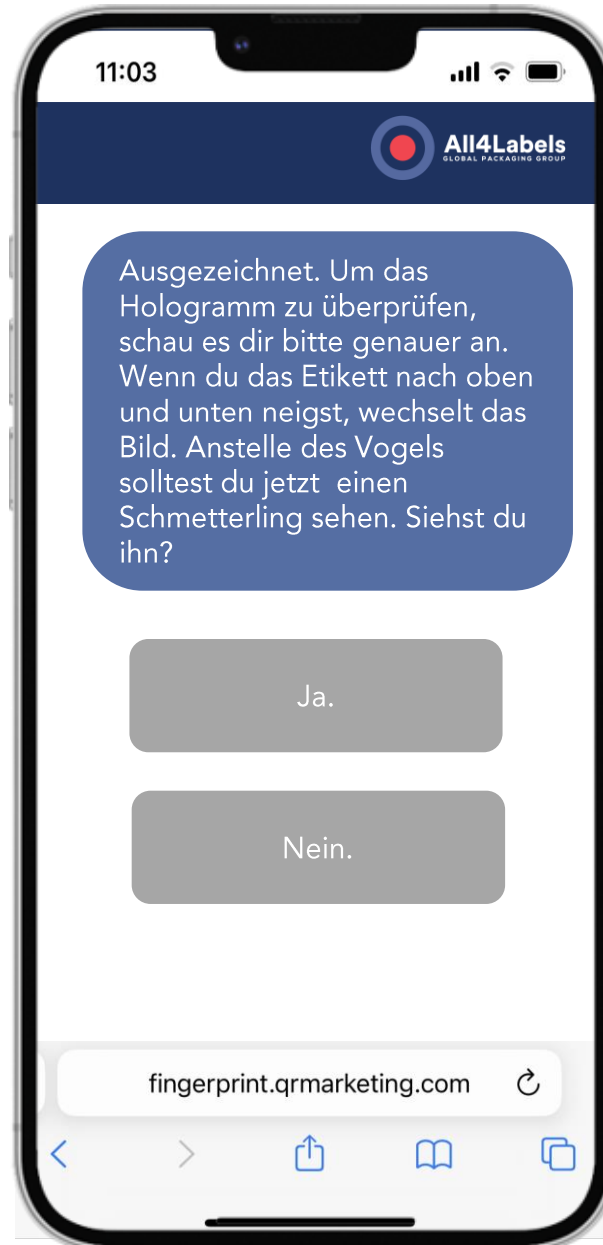 11:03
All4Labels
GLOBAL PACKAGING GROUP
Ausgezeichnet. Um das
Hologramm zu überprüfen,
schau es dir bitte genauer an.
Wenn du das Etikett nach oben
und unten neigst, wechselt das
Bild. Anstelle des Vogels
solltest du jetzt  einen
Schmetterling sehen. Siehst du
ihn?
Ja.
Nein.
fingerprint.qrmarketing.com